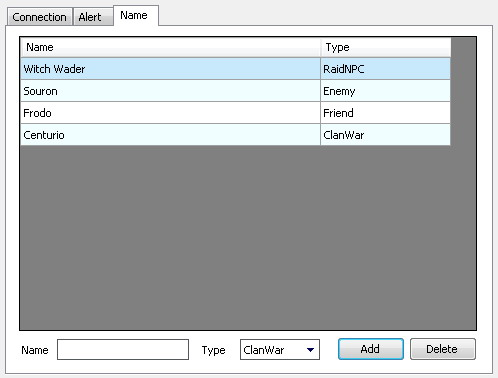 Connection Alert Name
Name Type
Witch Wader RaidNPC
Souron Enemy
Frodo Friend
Centurio ClanWar
Name Type ClanWar Add Delete